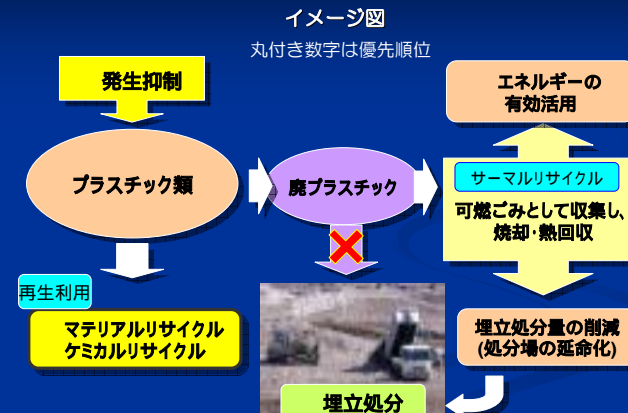 イメージ図
丸付き数字は優先順位
発生抑制
エネルギーの
有効活用
プラスチック類
廃プラスチック
サーマルリサイクル
可燃ごみとして収集し、
焼却・熱回収
再生利用
マテリアルリサイクル
ケミカルリサイクル
埋立処分量の削減
(処分場の延命化)
埋立処分